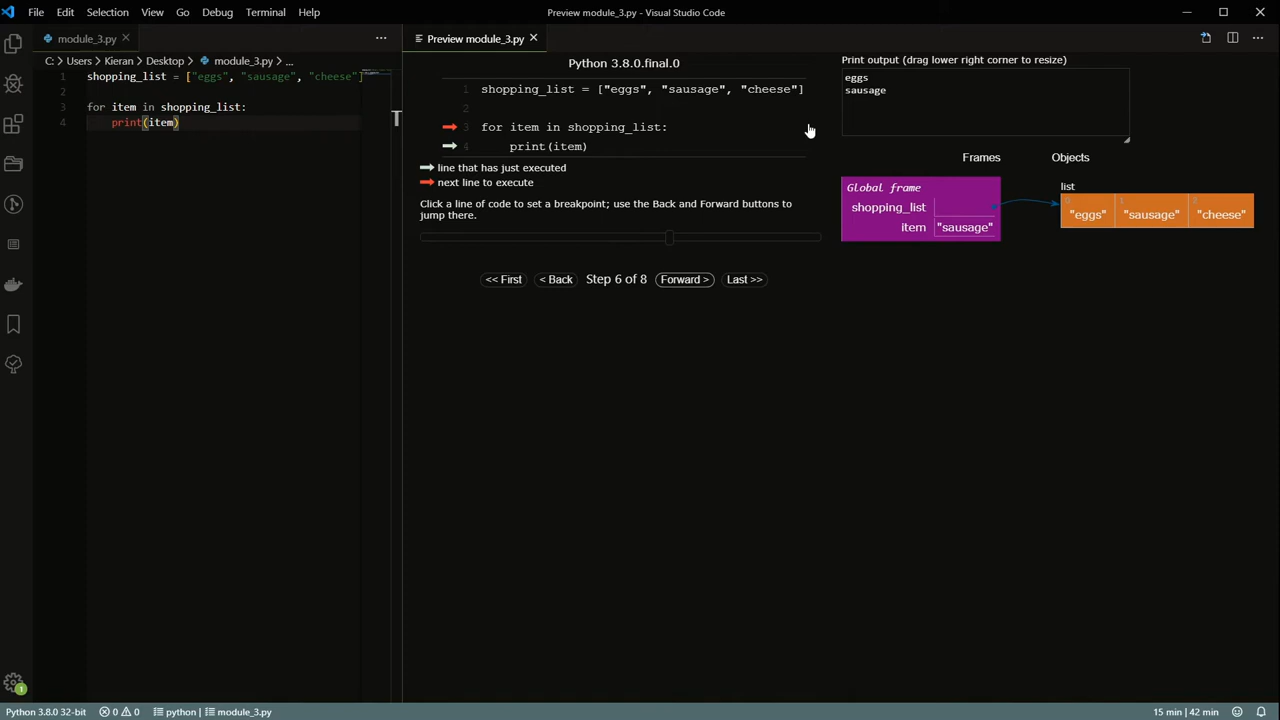 File Edit Selection View Go Debug Terminal Help
Preview module_3.py - Visual Studio Code
module_3.py
Preview module_3.py
C: > Users > Kieran > Desktop > module_3.py > ...
1 shopping_list = ["eggs", "sausage", "cheese"]
2
3 for item in shopping_list:
4 print(item)
Python 3.8.0.final.0
1 shopping_list = ["eggs", "sausage", "cheese"]
2
3 for item in shopping_list:
4 print(item)
line that has just executed
next line to execute
Click a line of code to set a breakpoint; use the Back and Forward buttons to
jump there.
<< First < Back Step 6 of 8 Forward > Last >>
Print output (drag lower right corner to resize)
eggs
sausage
Frames Objects
Global frame
shopping_list
item "sausage"
list
0 1 2
"eggs" "sausage" "cheese"
1
Python 3.8.0 32-bit 0 0 python | module_3.py 15 min | 42 min